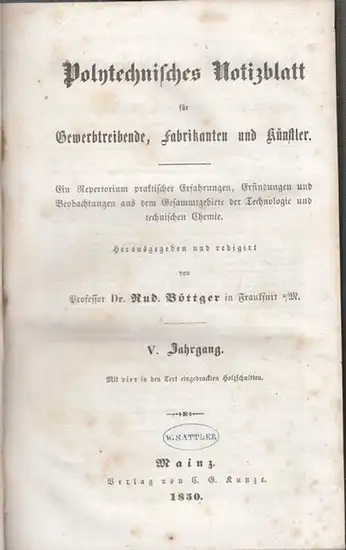 Polytechnisches Notizblatt
für
Gewerbtreibende, Fabrikanten und Künstler.
Ein Repertorium praktischer Erfahrungen, Erfindungen und
Beobachtungen aus dem Gesammtgebiete der Technologie und
technischen Chemie.
Herausgegeben und redigirt
von
Professor Dr. Rud. Böttger in Frankfurt a/M.
V. Jahrgang.
Mit vier in den Text eingedruckten Holzschnitten.
W. SATTLER
Mainz.
Verlag von C. G. Kunze.
1850.